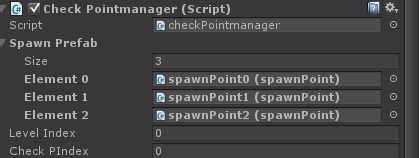 Check Pointmanager (Script)
Script checkPointmanager
Spawn Prefab
Size 3
Element 0 spawnPoint0 (spawnPoint)
Element 1 spawnPoint1 (spawnPoint)
Element 2 spawnPoint2 (spawnPoint)
Level Index 0
Check PIndex 0